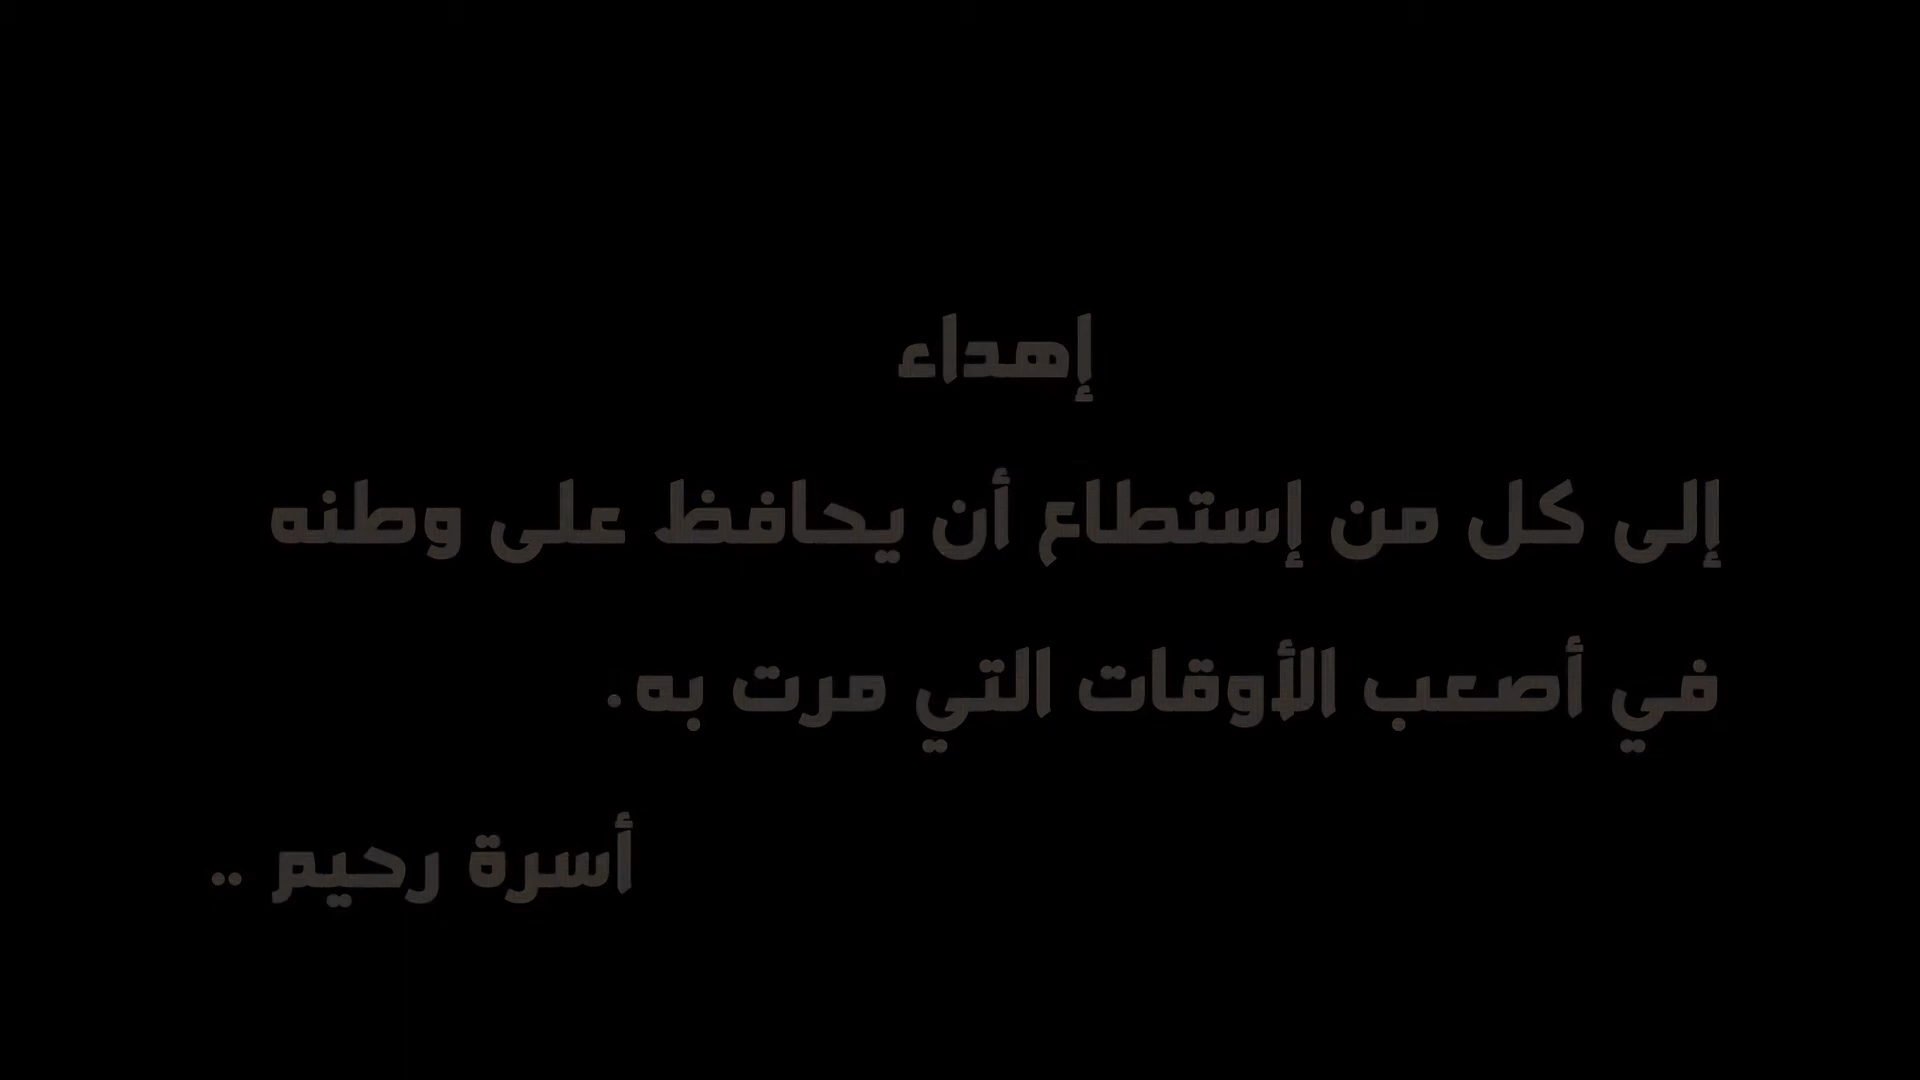 إهداء
إلى كل من إستطاع أن يحافظ على وطنه
في أصعب الأوقات التي مرت به.
أسرة رحيم ..